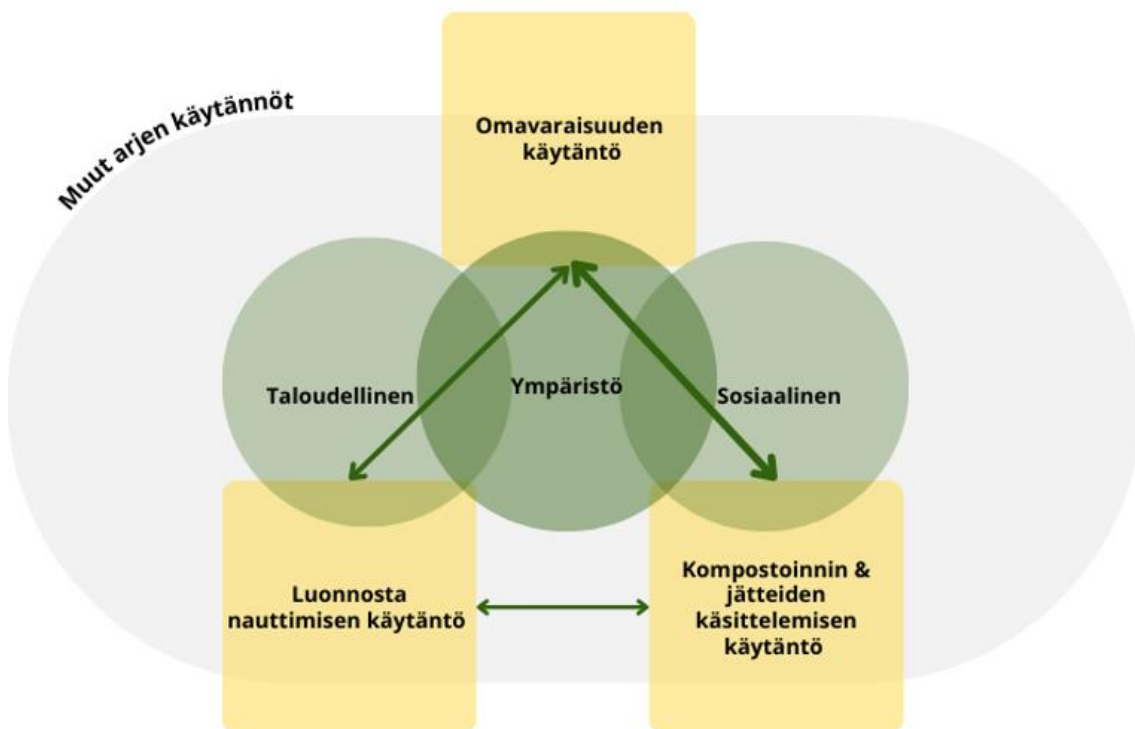 Muut arjen käytännöt
Omavaraisuuden
käytäntö
Taloudellinen
Ympäristö
Sosiaalinen
Luonnosta
nauttimisen käytäntö
Kompostoinnin &
jätteiden
käsittelemisen
käytäntö